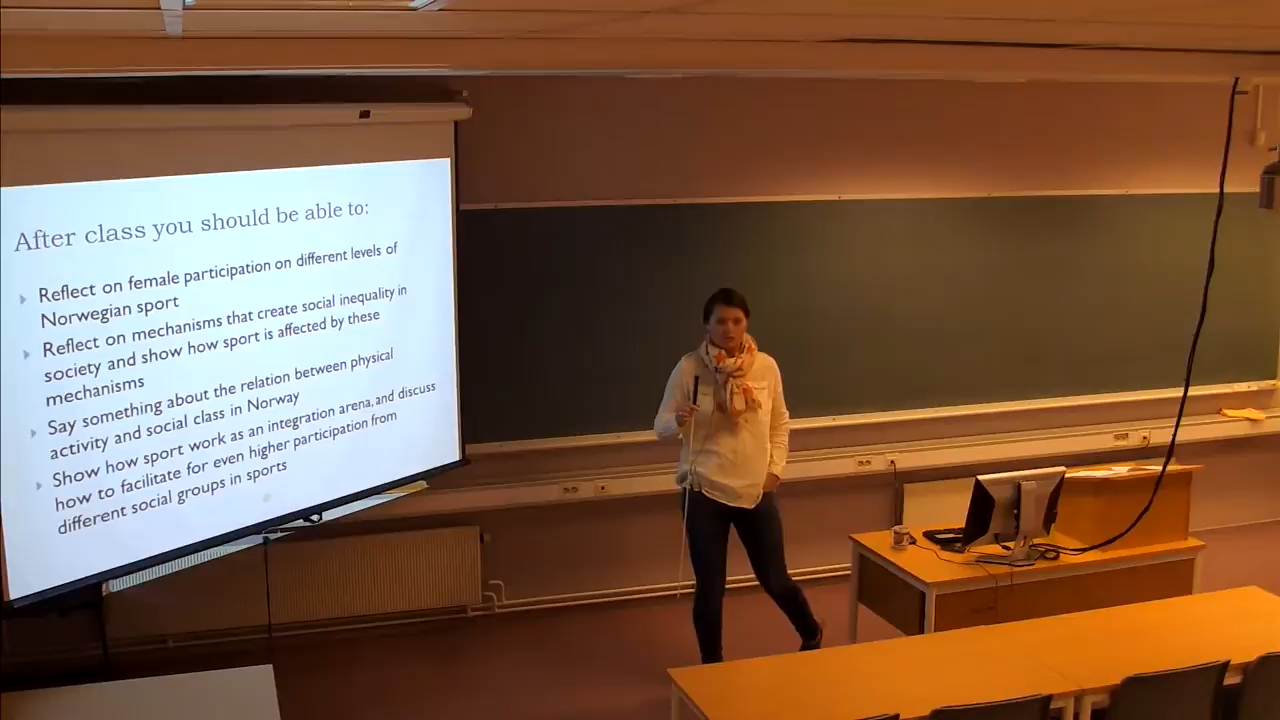 After class you should be able to:
Reflect on female participation on different levels of
Norwegian sport
Reflect on mechanisms that create social inequality in
society and show how sport is affected by these
mechanisms
Say something about the relation between physical
activity and social class in Norway
Show how sport work as an integration arena, and discuss
how to facilitate for even higher participation from
different social groups in sports